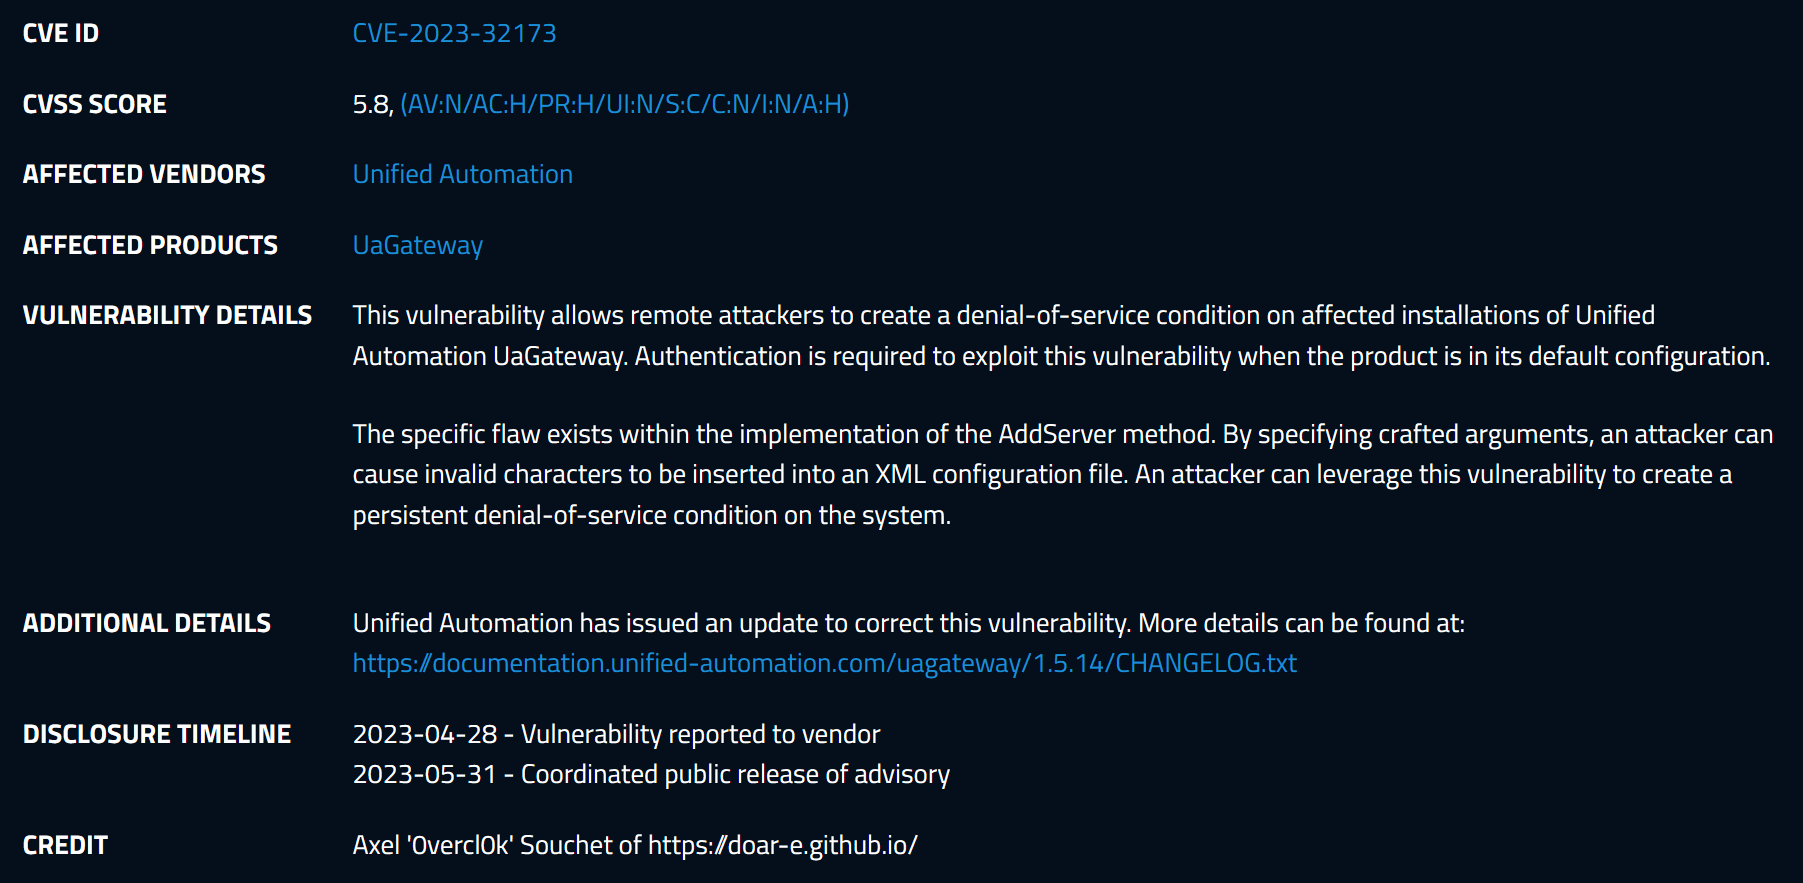 CVE ID CVE-2023-32173
CVSS SCORE 5.8, (AV:N/AC:H/PR:H/UI:N/S:C/C:N/I:N/A:H)
AFFECTED VENDORS Unified Automation
AFFECTED PRODUCTS UaGateway
VULNERABILITY DETAILS This vulnerability allows remote attackers to create a denial-of-service condition on affected installations of Unified
Automation UaGateway. Authentication is required to exploit this vulnerability when the product is in its default configuration.
The specific flaw exists within the implementation of the AddServer method. By specifying crafted arguments, an attacker can
cause invalid characters to be inserted into an XML configuration file. An attacker can leverage this vulnerability to create a
persistent denial-of-service condition on the system.
ADDITIONAL DETAILS Unified Automation has issued an update to correct this vulnerability. More details can be found at:
https://documentation.unified-automation.com/uagateway/1.5.14/CHANGELOG.txt
DISCLOSURE TIMELINE 2023-04-28 - Vulnerability reported to vendor
2023-05-31 - Coordinated public release of advisory
CREDIT Axel '0vercl0k' Souchet of https://doar-e.github.io/